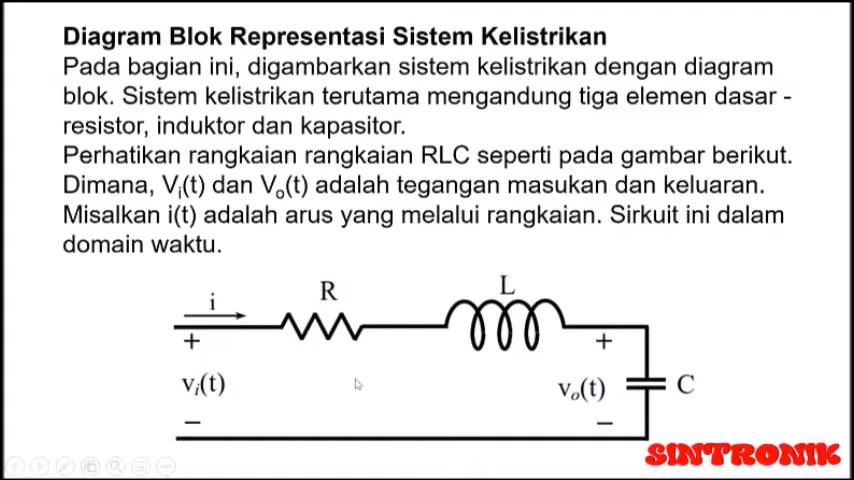 Diagram Blok Representasi Sistem Kelistrikan
Pada bagian ini, digambarkan sistem kelistrikan dengan diagram
blok. Sistem kelistrikan terutama mengandung tiga elemen dasar -
resistor, induktor dan kapasitor.
Perhatikan rangkaian rangkaian RLC seperti pada gambar berikut.
Dimana, Vi(t) dan Vo(t) adalah tegangan masukan dan keluaran.
Misalkan i(t) adalah arus yang melalui rangkaian. Sirkuit ini dalam
domain waktu.
i R L
+ +
vi(t) vo(t) C
− −
SINTRONIK